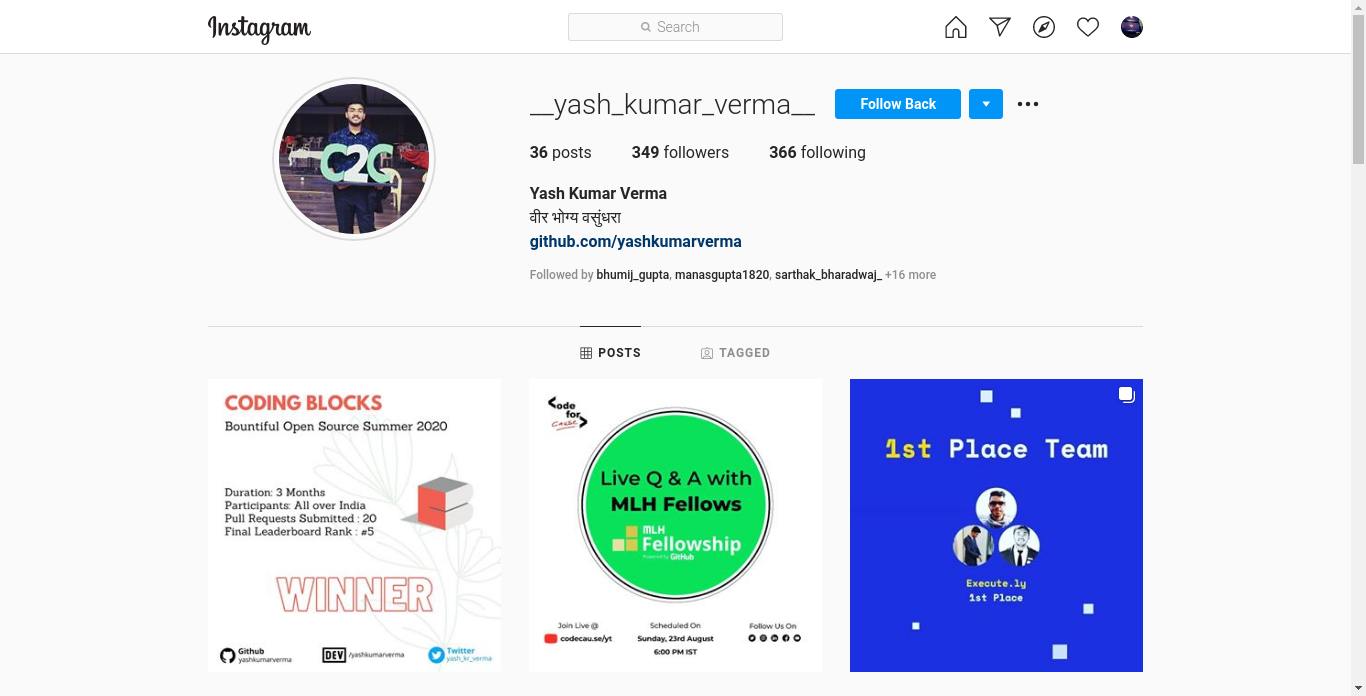 Instagram
Search
__yash_kumar_verma__
Follow Back
36 posts 349 followers 366 following
Yash Kumar Verma
वीर भोग्य वसुंधरा
github.com/yashkumarverma
Followed by bhumij_gupta, manasgupta1820, sarthak_bharadwaj_ +16 more
POSTS TAGGED
C2C
CODING BLOCKS
Bountiful Open Source Summer 2020
Duration: 3 Months
Participants: All over India
Pull Requests Submitted : 20
Final Leaderboard Rank : #5
WINNER
Github
yashkumarverma
DEV /yashkumarverma
Twitter
yash_kr_verma
<ode
for
CAUSE>
Live Q & A with
MLH Fellows
MLH
Fellowship
Powered by GitHub
Join Live @
codecau.se/yt
Scheduled On
Sunday, 23rd August
6:00 PM IST
Follow Us On
1st Place Team
Execute.ly
1st Place